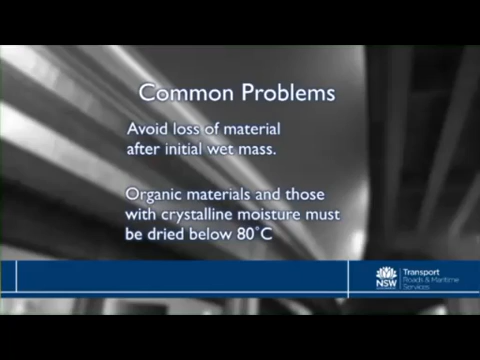 Common Problems
Avoid loss of material
after initial wet mass.
Organic materials and those
with crystalline moisture must
be dried below 80°C
NSW
Transport
Roads & Maritime
Services